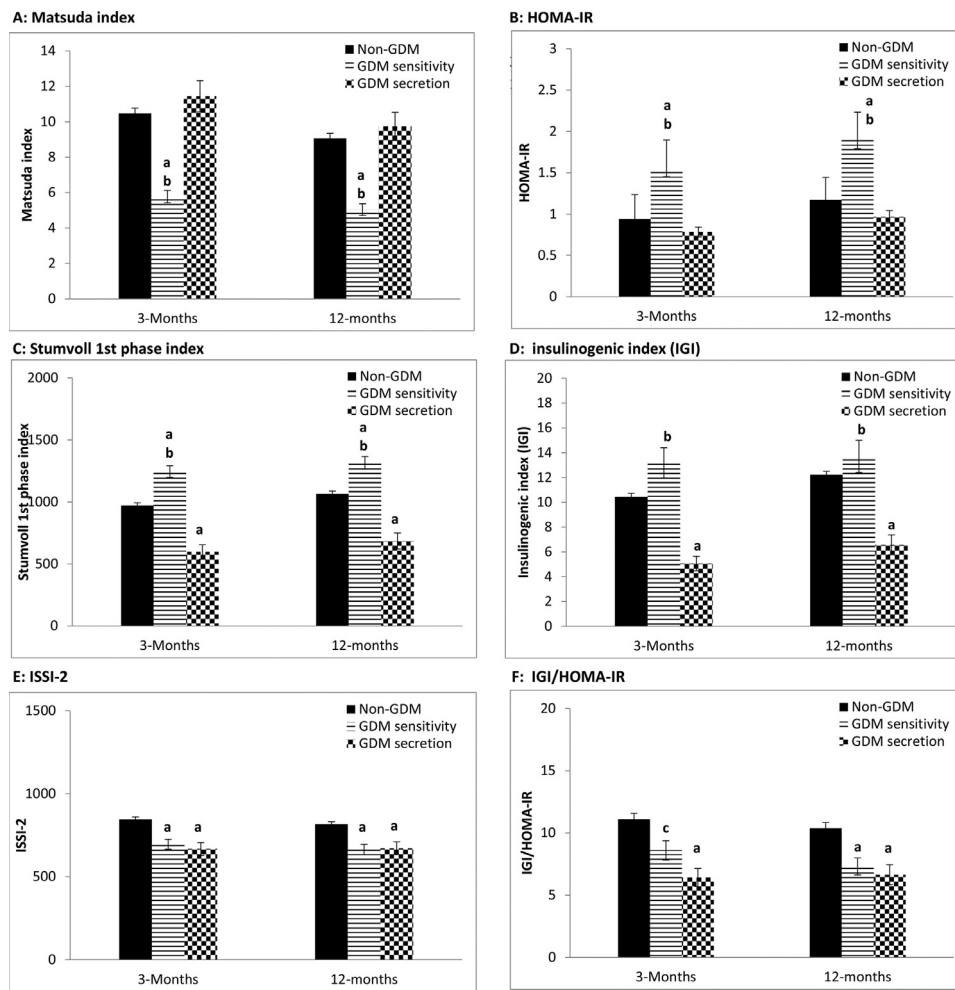 A: Matsuda index
Non-GDM
GDM sensitivity
GDM secretion
14
12
10
8
6
4
2
0
Matsuda index
a
b
a
b
3-Months
12-months
B: HOMA-IR
Non-GDM
GDM sensitivity
GDM secretion
3
2.5
2
1.5
1
0.5
0
HOMA-IR
a
b
a
b
3-Months
12-months
C: Stumvoll 1st phase index
Non-GDM
GDM sensitivity
GDM secretion
2000
1500
1000
500
0
Stumvoll 1st phase index
a
b
a
a
b
a
3-Months
12-months
D: insulinogenic index (IGI)
Non-GDM
GDM sensitivity
GDM secretion
20
18
16
14
12
10
8
6
4
2
0
Insulinogenic index (IGI)
b
a
b
a
3-Months
12-months
E: ISSI-2
Non-GDM
GDM sensitivity
GDM secretion
1500
1000
500
0
ISSI-2
a
a
a
a
3-Months
12-months
F: IGI/HOMA-IR
Non-GDM
GDM sensitivity
GDM secretion
20
15
10
5
0
IGI/HOMA-IR
c
a
a
a
3-Months
12-months